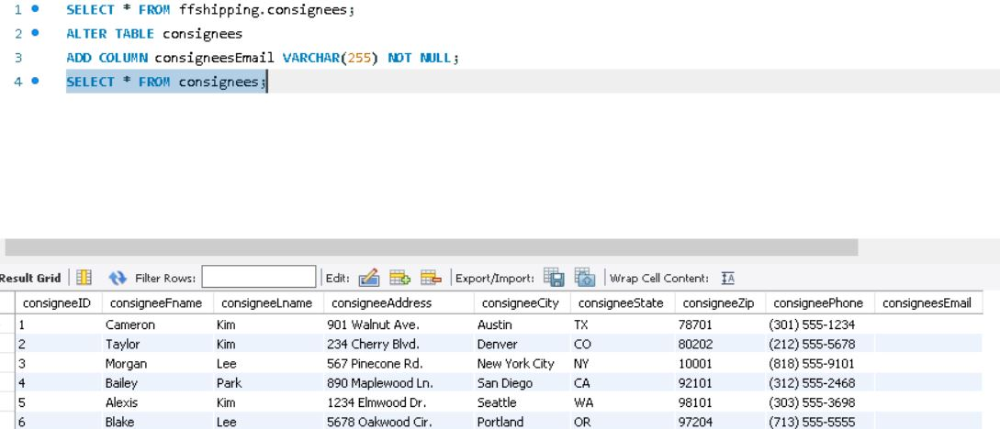 1 SELECT * FROM ffshipping.consignees;
2 ALTER TABLE consignees
3 ADD COLUMN consigneesEmail VARCHAR(255) NOT NULL;
4 SELECT * FROM consignees;
Result Grid Filter Rows: Edit: Export/Import: Wrap Cell Content: IA
consigneeID consigneeFname consigneeLname consigneeAddress consigneeCity consigneeState consigneeZip consigneePhone consigneesEmail
1 Cameron Kim 901 Walnut Ave. Austin TX 78701 (301) 555-1234
2 Taylor Kim 234 Cherry Blvd. Denver CO 80202 (212) 555-5678
3 Morgan Lee 567 Pinecone Rd. New York City NY 10001 (818) 555-9101
4 Bailey Park 890 Maplewood Ln. San Diego CA 92101 (312) 555-2468
5 Alexis Kim 1234 Elmwood Dr. Seattle WA 98101 (303) 555-3698
6 Blake Lee 5678 Oakwood Cir. Portland OR 97204 (713) 555-5555